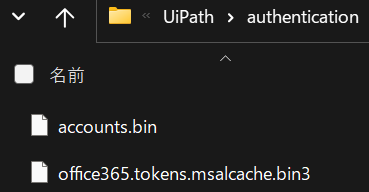 « UiPath > authentication
名前
accounts.bin
office365.tokens.msalcache.bin3